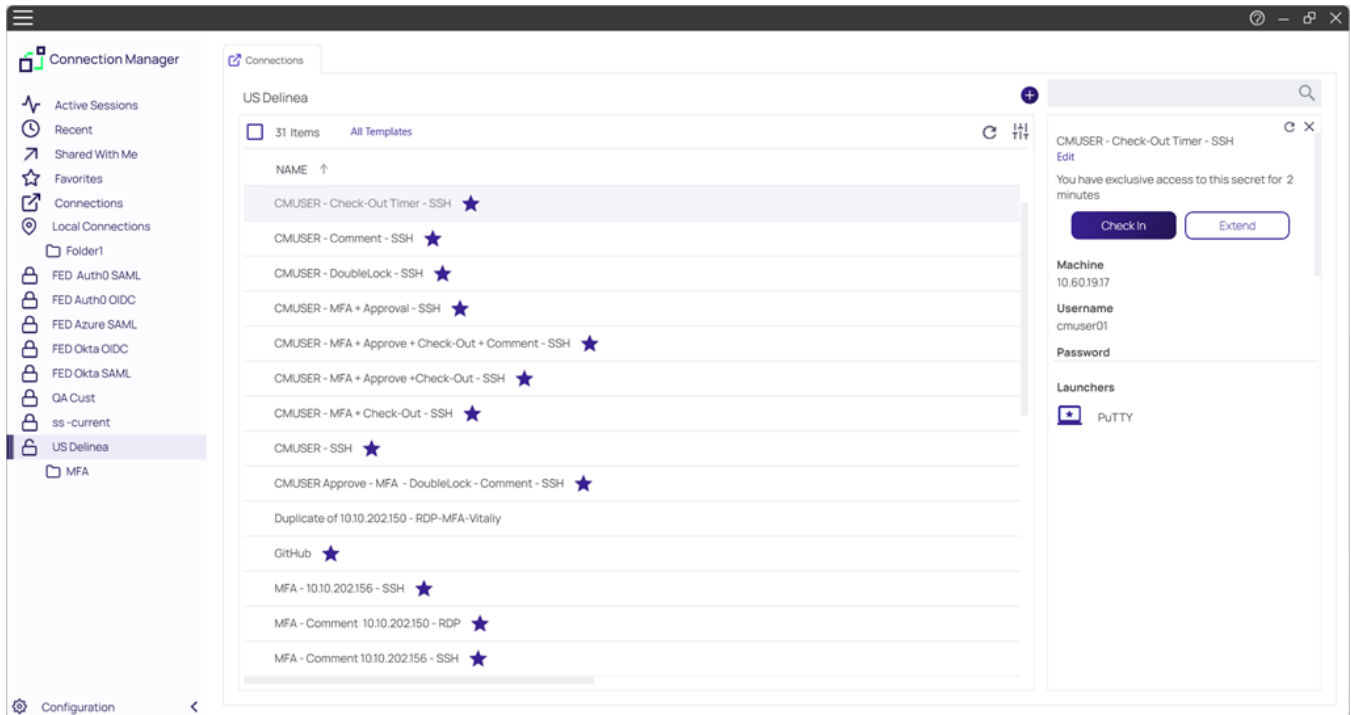 Connection Manager
Active Sessions
Recent
Shared With Me
Favorites
Connections
Local Connections
Folder1
FED Auth0 SAML
FED Auth0 OIDC
FED Azure SAML
FED Okta OIDC
FED Okta SAML
QA Cust
ss -current
US Delinea
MFA
Configuration
Connections
US Delinea
31 Items All Templates
NAME
CMUSER - Check-Out Timer - SSH
CMUSER - Comment - SSH
CMUSER - DoubleLock - SSH
CMUSER - MFA + Approval - SSH
CMUSER - MFA + Approve + Check-Out + Comment - SSH
CMUSER - MFA + Approve +Check-Out - SSH
CMUSER - MFA + Check-Out - SSH
CMUSER - SSH
CMUSER Approve - MFA - DoubleLock - Comment - SSH
Duplicate of 10.10.202.150 - RDP-MFA-Vitaliy
GitHub
MFA - 10.10.202.156 - SSH
MFA - Comment 10.10.202.150 - RDP
MFA - Comment 10.10.202.156 - SSH
CMUSER - Check-Out Timer - SSH
Edit
You have exclusive access to this secret for 2
minutes
Check In Extend
Machine
10.60.19.17
Username
cmuser01
Password
Launchers
PuTTY